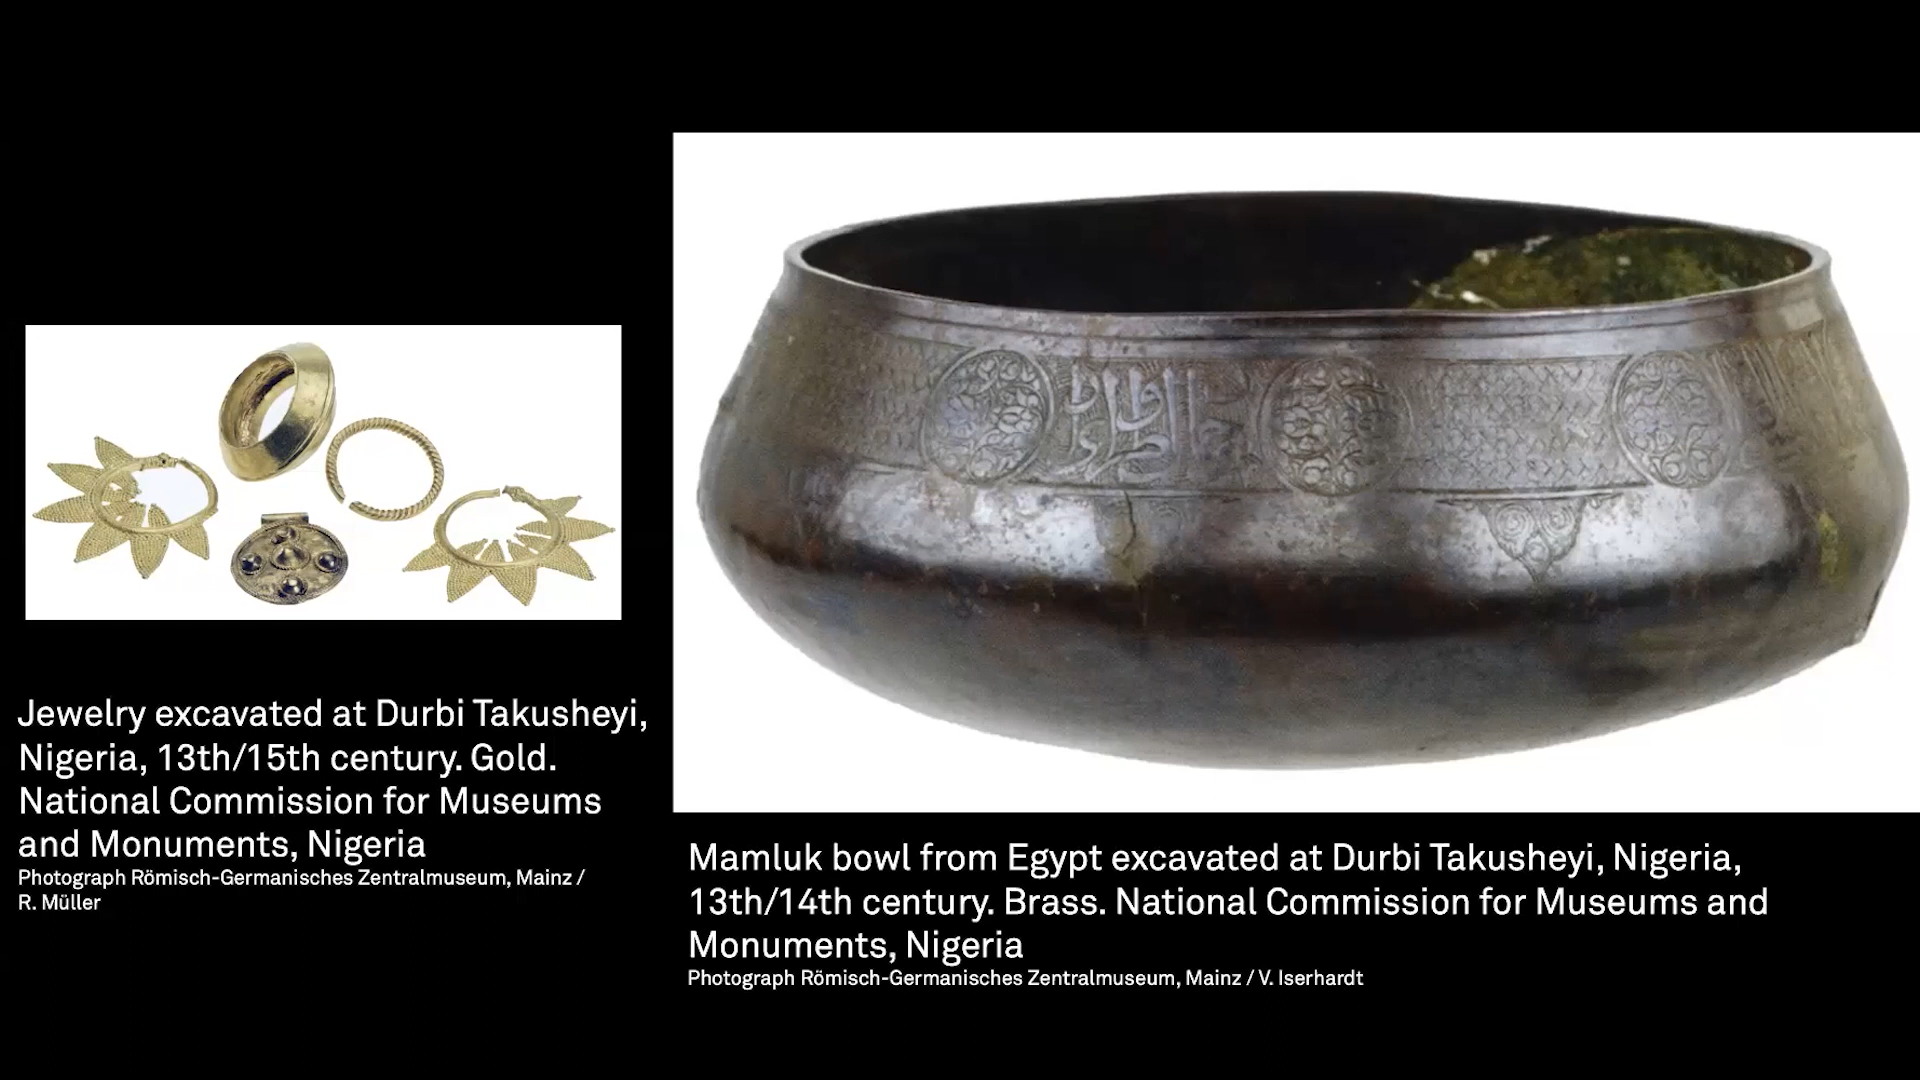 Jewelry excavated at Durbi Takusheyi,
Nigeria, 13th/15th century. Gold.
National Commission for Museums
and Monuments, Nigeria
Photograph Römisch-Germanisches Zentralmuseum, Mainz /
R. Müller
Mamluk bowl from Egypt excavated at Durbi Takusheyi, Nigeria,
13th/14th century. Brass. National Commission for Museums and
Monuments, Nigeria
Photograph Römisch-Germanisches Zentralmuseum, Mainz / V. Iserhardt